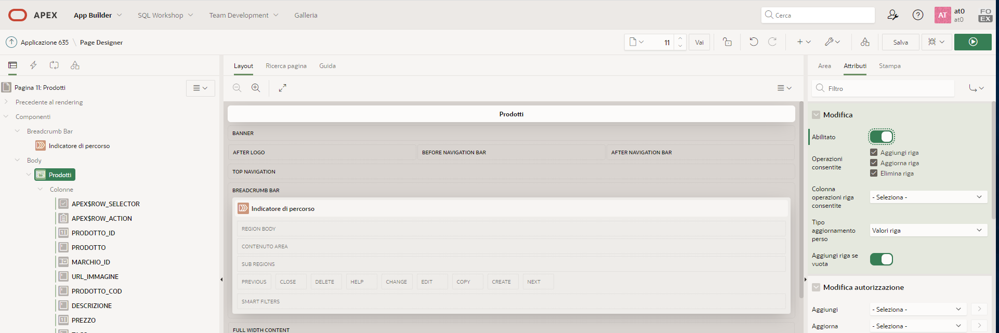 APEX App Builder SQL Workshop Team Development Galleria Cerca AT at0 at0 FO EX
Applicazione 635 \ Page Designer 11 Vai Salva
Layout Ricerca pagina Guida
Area Attributi Stampa
Pagina 11: Prodotti
Precedente al rendering
Componenti
Breadcrumb Bar
Indicatore di percorso
Body
Prodotti
Colonne
APEX$ROW_SELECTOR
APEX$ROW_ACTION
PRODOTTO_ID
PRODOTTO
MARCHIO_ID
URL_IMMAGINE
PRODOTTO_COD
DESCRIZIONE
PREZZO
Prodotti
BANNER
AFTER LOGO BEFORE NAVIGATION BAR AFTER NAVIGATION BAR
TOP NAVIGATION
BREADCRUMB BAR
Indicatore di percorso
REGION BODY
CONTENUTO AREA
SUB REGIONS
PREVIOUS CLOSE DELETE HELP CHANGE EDIT COPY CREATE NEXT
SMART FILTERS
FULL WIDTH CONTENT
Filtro
Modifica
Abilitato
Operazioni
consentite
Aggiungi riga
Aggiorna riga
Elimina riga
Colonna
operazioni riga
consentite
- Seleziona -
Tipo
aggiornamento
perso
Valori riga
Aggiungi riga se
vuota
Modifica autorizzazione
Aggiungi - Seleziona -
Aggiorna - Seleziona -